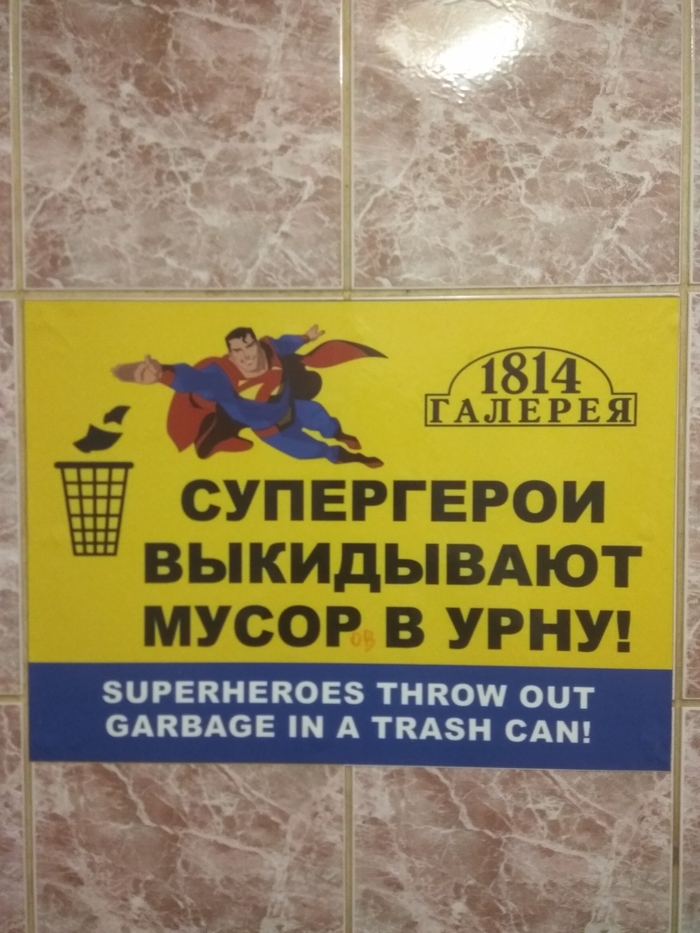 1814
ГАЛЕРЕЯ
СУПЕРГЕРОИ
ВЫКИДЫВАЮТ
МУСОРов В УРНУ!
SUPERHEROES THROW OUT
GARBAGE IN A TRASH CAN!